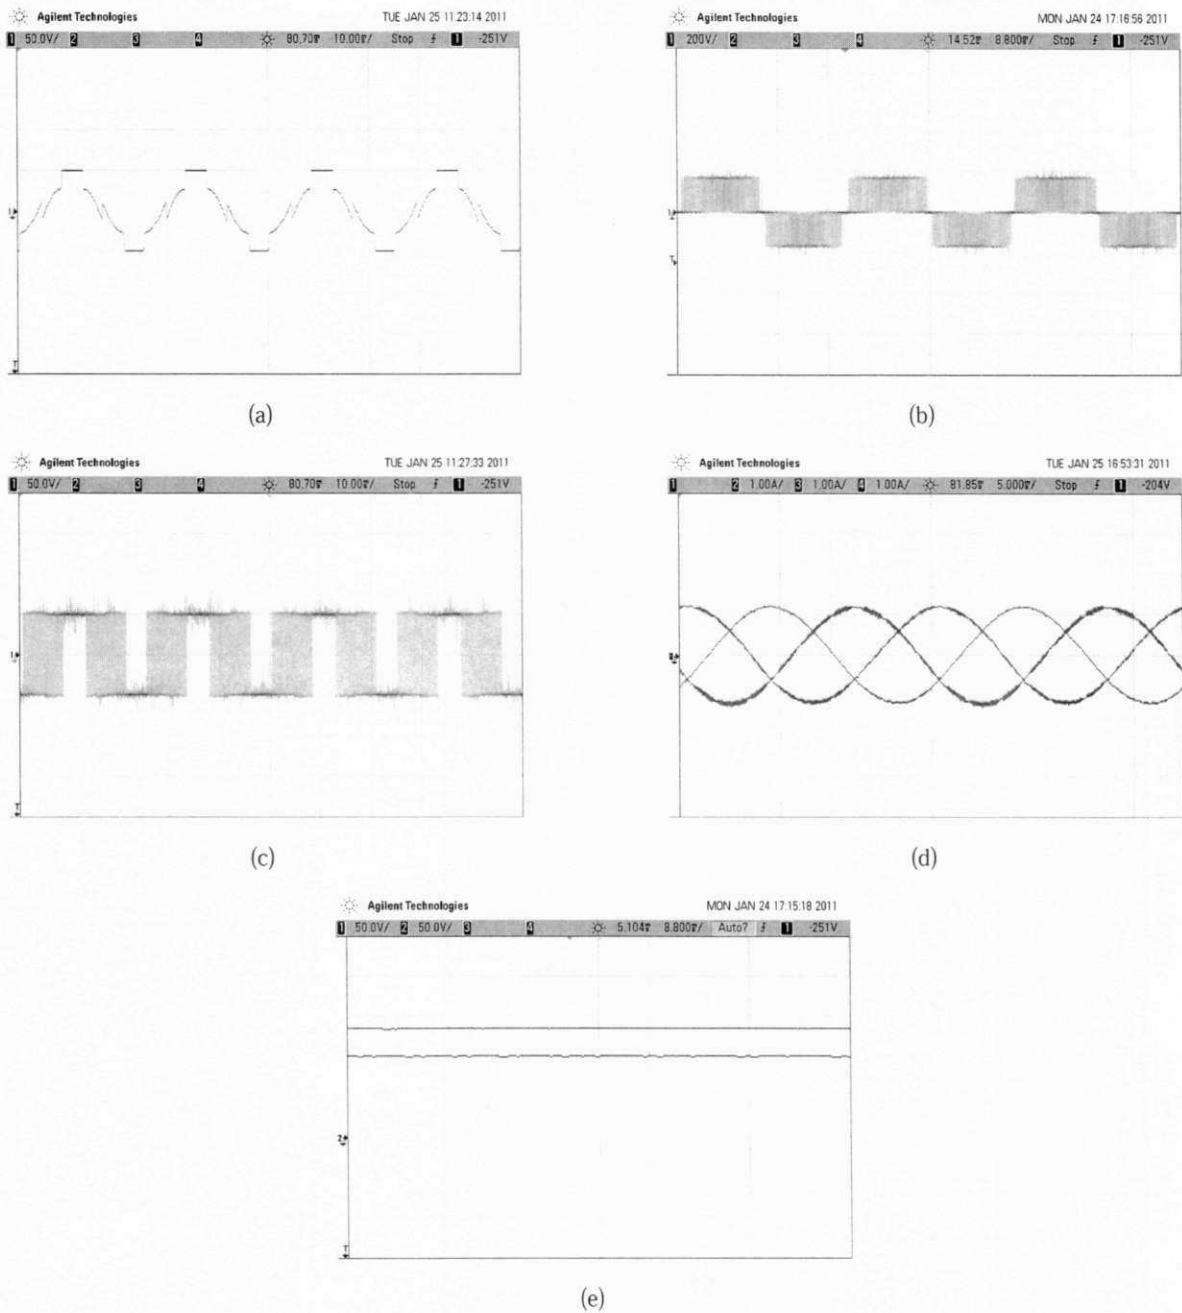 Agilent Technologies TUE JAN 25 11:23:14 2011
1 50.0V/ 2 3 4 80.70▼ 10.00▼/ Stop 1 -251V
(a)
Agilent Technologies MON JAN 24 17:16:56 2011
1 200V/ 2 3 4 14.52▼ 8.800▼/ Stop 1 -251V
(b)
Agilent Technologies TUE JAN 25 11:27:33 2011
1 50.0V/ 2 3 4 80.70▼ 10.00▼/ Stop 1 -251V
(c)
Agilent Technologies TUE JAN 25 16:53:31 2011
1 2 1.00A/ 3 1.00A/ 4 1.00A/ 81.85▼ 5.000▼/ Stop 1 -204V
(d)
Agilent Technologies MON JAN 24 17:15:18 2011
1 50.0V/ 2 50.0V/ 3 4 5.104▼ 8.800▼/ Auto? 1 -251V
(e)